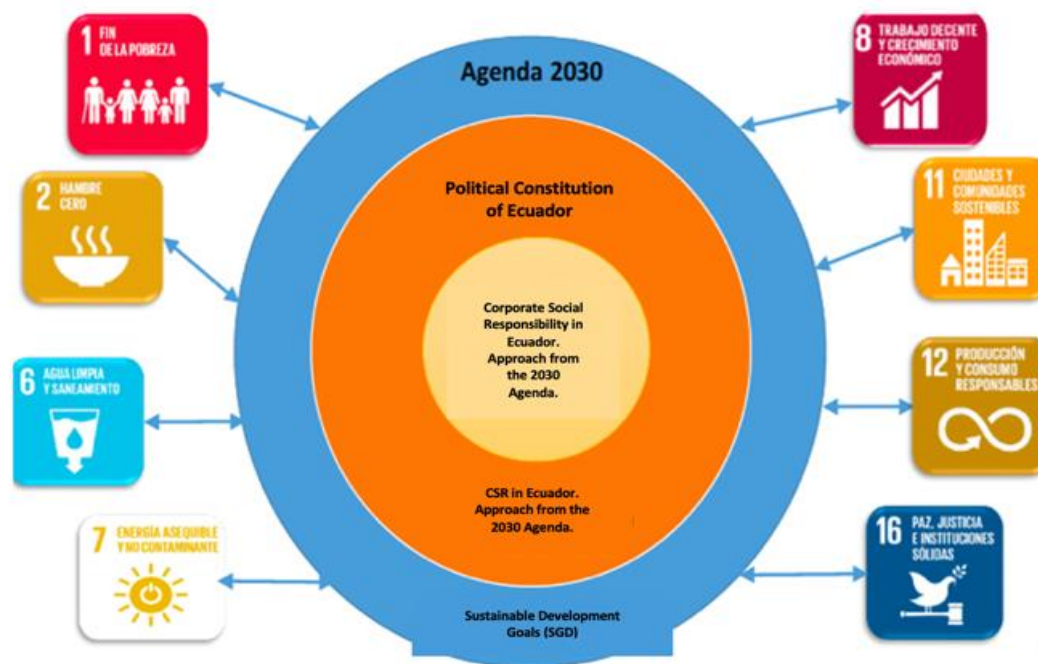 1 FIN
DE LA POBREZA
2 HAMBRE
CERO
6 AGUA LIMPIA
Y SANEAMIENTO
7 ENERGÍA ASEQUIBLE
Y NO CONTAMINANTE
Agenda 2030
Political Constitution
of Ecuador
Corporate Social
Responsibility in
Ecuador.
Approach from
the 2030
Agenda.
CSR in Ecuador.
Approach from the
2030 Agenda.
Sustainable Development
Goals (SGD)
8 TRABAJO DECENTE
Y CRECIMIENTO
ECONÓMICO
11 CIUDADES Y
COMUNIDADES
SOSTENIBLES
12 PRODUCCIÓN
Y CONSUMO
RESPONSABLES
16 PAZ, JUSTICIA
E INSTITUCIONES
SÓLIDAS